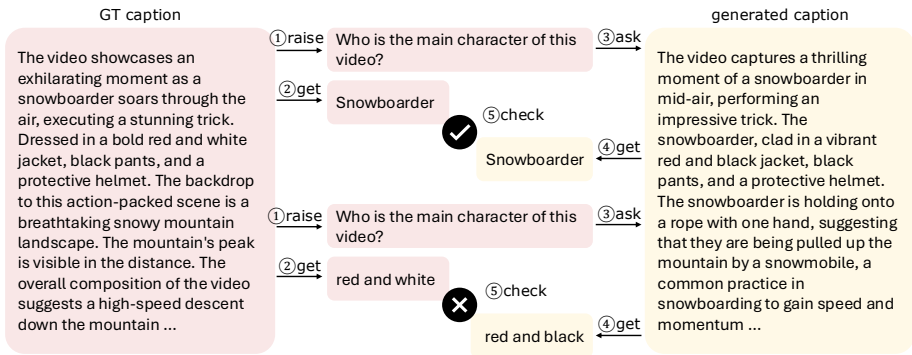 GT caption
The video showcases an
exhilarating moment as a
snowboarder soars through the
air, executing a stunning trick.
Dressed in a bold red and white
jacket, black pants, and a
protective helmet. The backdrop
to this action-packed scene is a
breathtaking snowy mountain
landscape. The mountain's peak
is visible in the distance. The
overall composition of the video
suggests a high-speed descent
down the mountain ...
①raise
Who is the main character of this
video?
③ask
②get
Snowboarder
⑤check
Snowboarder
④get
①raise
Who is the main character of this
video?
③ask
②get
red and white
⑤check
red and black
④get
generated caption
The video captures a thrilling
moment of a snowboarder in
mid-air, performing an
impressive trick. The
snowboarder, clad in a vibrant
red and black jacket, black
pants, and a protective helmet.
The snowboarder is holding onto
a rope with one hand, suggesting
that they are being pulled up the
mountain by a snowmobile, a
common practice in
snowboarding to gain speed and
momentum ...